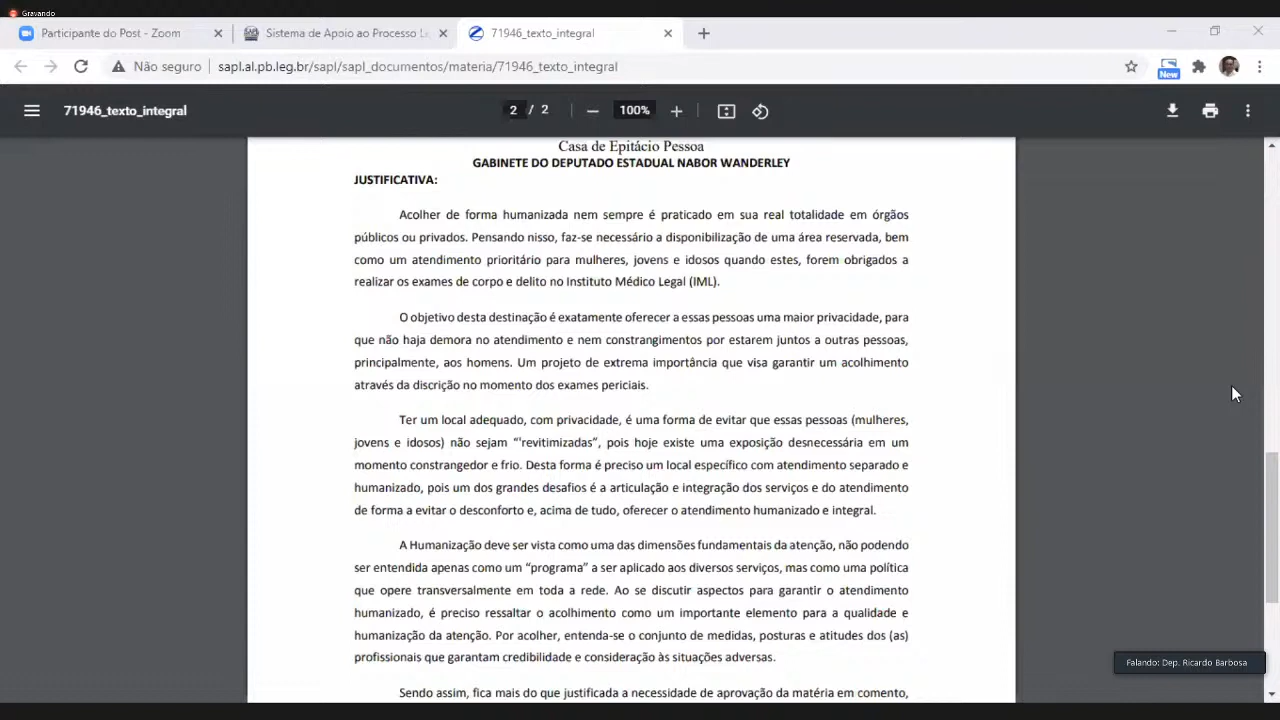 Gravando
Participante do Post - Zoom
Sistema de Apoio ao Processo Le
71946_texto_integral
Não seguro
sapl.al.pb.leg.br/sapl/sapl_documentos/materia/71946_texto_integral
New
71946_texto_integral
2 / 2
100%
Casa de Epitácio Pessoa
GABINETE DO DEPUTADO ESTADUAL NABOR WANDERLEY
JUSTIFICATIVA:
Acolher de forma humanizada nem sempre é praticado em sua real totalidade em órgãos
públicos ou privados. Pensando nisso, faz-se necessário a disponibilização de uma área reservada, bem
como um atendimento prioritário para mulheres, jovens e idosos quando estes, forem obrigados a
realizar os exames de corpo e delito no Instituto Médico Legal (IML).
O objetivo desta destinação é exatamente oferecer a essas pessoas uma maior privacidade, para
que não haja demora no atendimento e nem constrangimentos por estarem juntos a outras pessoas,
principalmente, aos homens. Um projeto de extrema importância que visa garantir um acolhimento
através da discrição no momento dos exames periciais.
Ter um local adequado, com privacidade, é uma forma de evitar que essas pessoas (mulheres,
jovens e idosos) não sejam “'revitimizadas”, pois hoje existe uma exposição desnecessária em um
momento constrangedor e frio. Desta forma é preciso um local específico com atendimento separado e
humanizado, pois um dos grandes desafios é a articulação e integração dos serviços e do atendimento
de forma a evitar o desconforto e, acima de tudo, oferecer o atendimento humanizado e integral.
A Humanização deve ser vista como uma das dimensões fundamentais da atenção, não podendo
ser entendida apenas como um “programa” a ser aplicado aos diversos serviços, mas como uma política
que opere transversalmente em toda a rede. Ao se discutir aspectos para garantir o atendimento
humanizado, é preciso ressaltar o acolhimento como um importante elemento para a qualidade e
humanização da atenção. Por acolher, entenda-se o conjunto de medidas, posturas e atitudes dos (as)
profissionais que garantam credibilidade e consideração às situações adversas.
Sendo assim, fica mais do que justificada a necessidade de aprovação da matéria em comento,
Falando: Dep. Ricardo Barbosa